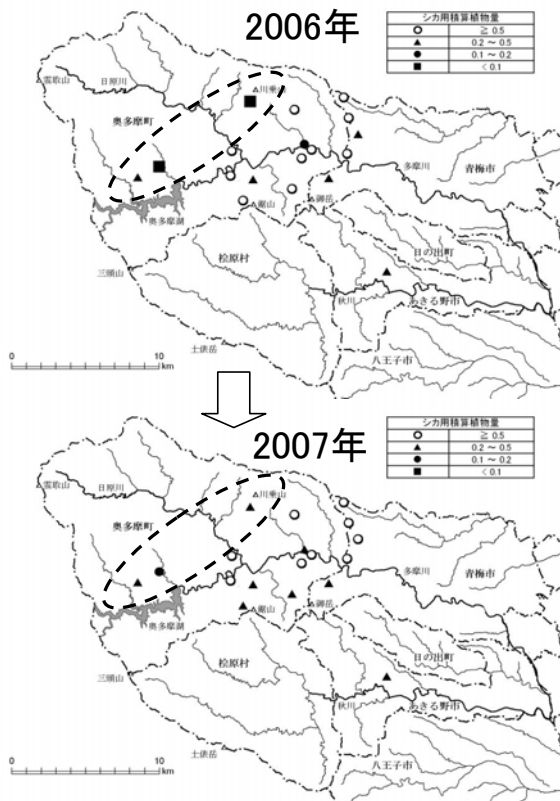 2006年
シカ用積算植物量
○ ≧ 0.5
▲ 0.2 ～ 0.5
● 0.1 ～ 0.2
■ < 0.1
△雲取山
日原川
△川乗山
奥多摩町
多摩川
青梅市
奥多摩湖
△鋸山
△御岳
三頭山
桧原村
日の出町
秋川
あきる野市
土俵岳
八王子市
0 10
km
2007年
シカ用積算植物量
○ ≧ 0.5
▲ 0.2 ～ 0.5
● 0.1 ～ 0.2
■ < 0.1
△雲取山
日原川
△川乗山
奥多摩町
多摩川
青梅市
奥多摩湖
△鋸山
△御岳
三頭山
桧原村
日の出町
秋川
あきる野市
土俵岳
八王子市
0 10
km